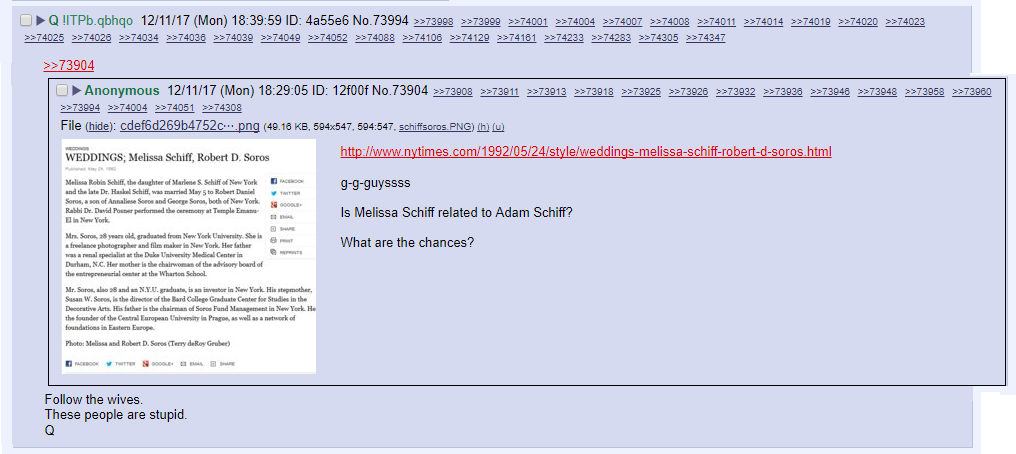 Q !ITPb.qbhqo 12/11/17 (Mon) 18:39:59 ID: 4a55e6 No.73994 >>73998 >>73999 >>74001 >>74004 >>74007 >>74008 >>74011 >>74014 >>74019 >>74020 >>74023
>>74025 >>74026 >>74034 >>74036 >>74039 >>74049 >>74052 >>74088 >>74106 >>74129 >>74161 >>74233 >>74283 >>74305 >>74347
>>73904
Anonymous 12/11/17 (Mon) 18:29:05 ID: 12f00f No.73904 >>73908 >>73911 >>73913 >>73918 >>73925 >>73926 >>73932 >>73936 >>73946 >>73948 >>73958 >>73960
>>73994 >>74004 >>74051 >>74308
File (hide): cdef6d269b4752c⋯.png (49.16 KB, 594x547, 594:547, schiffsoros.PNG) (h) (u)
WEDDINGS
WEDDINGS; Melissa Schiff, Robert D. Soros
Published: May 24, 1992
Melissa Robin Schiff, the daughter of Marlene S. Schiff of New York
and the late Dr. Haskel Schiff, was married May 5 to Robert Daniel
Soros, a son of Annaliese Soros and George Soros, both of New York.
Rabbi Dr. David Posner performed the ceremony at Temple Emanu-
El in New York.
Mrs. Soros, 28 years old, graduated from New York University. She is
a freelance photographer and film maker in New York. Her father
was a renal specialist at the Duke University Medical Center in
Durham, N.C. Her mother is the chairwoman of the advisory board of
the entrepreneurial center at the Wharton School.
Mr. Soros, also 28 and an N.Y.U. graduate, is an investor in New York. His stepmother,
Susan W. Soros, is the director of the Bard College Graduate Center for Studies in the
Decorative Arts. His father is the chairman of Soros Fund Management in New York. He
the founder of the Central European University in Prague, as well as a network of
foundations in Eastern Europe.
Photo: Melissa and Robert D. Soros (Terry deRoy Gruber)
FACEBOOK
TWITTER
GOOGLE+
EMAIL
SHARE
PRINT
REPRINTS
FACEBOOK TWITTER GOOGLE+ EMAIL SHARE
http://www.nytimes.com/1992/05/24/style/weddings-melissa-schiff-robert-d-soros.html
g-g-guyssss
Is Melissa Schiff related to Adam Schiff?
What are the chances?
Follow the wives.
These people are stupid.
Q